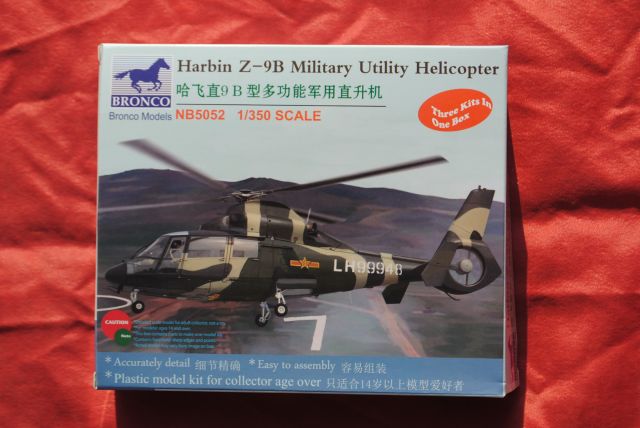 Harbin Z-9B Military Utility Helicopter
哈飞直9 B 型多功能军用直升机
BRONCO
Bronco Models
NB5052 1/350 SCALE
Three Kits In
One Box
LH99948
7
CAUTION
Note
* Accurately detail 细节精确 * Easy to assembly 容易组装
* Plastic model kit for collector age over 只适合14岁以上模型爱好者